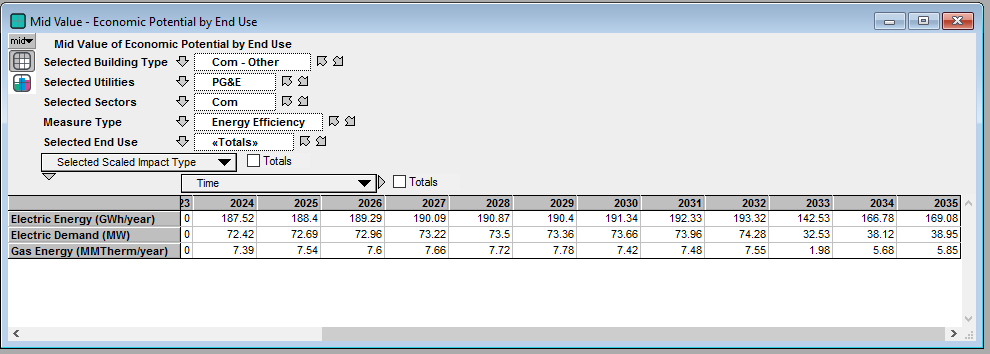 Mid Value - Economic Potential by End Use
mid Mid Value of Economic Potential by End Use
Selected Building Type Com - Other
Selected Utilities PG&E
Selected Sectors Com
Measure Type Energy Efficiency
Selected End Use «Totals»
Selected Scaled Impact Type Totals
Time Totals
23 2024 2025 2026 2027 2028 2029 2030 2031 2032 2033 2034 2035
Electric Energy (GWh/year) 0 187.52 188.4 189.29 190.09 190.87 190.4 191.34 192.33 193.32 142.53 166.78 169.08
Electric Demand (MW) 0 72.42 72.69 72.96 73.22 73.5 73.36 73.66 73.96 74.28 32.53 38.12 38.95
Gas Energy (MMTherm/year) 0 7.39 7.54 7.6 7.66 7.72 7.78 7.42 7.48 7.55 1.98 5.68 5.85